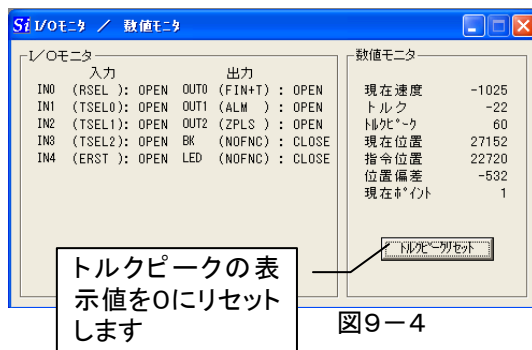 Si I/Oモニタ ／ 数値モニタ
I／Oモニタ
入力 出力
IN0 (RSEL ): OPEN OUT0 (FIN+T) : OPEN
IN1 (TSEL0): OPEN OUT1 (ALM ) : OPEN
IN2 (TSEL1): OPEN OUT2 (ZPLS ) : OPEN
IN3 (TSEL2): OPEN BK (NOFNC) : CLOSE
IN4 (ERST ): OPEN LED (NOFNC) : CLOSE
数値モニタ
現在速度 -1025
トルク -22
ﾄﾙｸﾋﾟｰｸ 60
現在位置 27152
指令位置 22720
位置偏差 -532
現在ﾎﾟｲﾝﾄ 1
ﾄﾙｸﾋﾟｰｸﾘｾｯﾄ
トルクピークの表
示値を0にリセット
します
図９－４